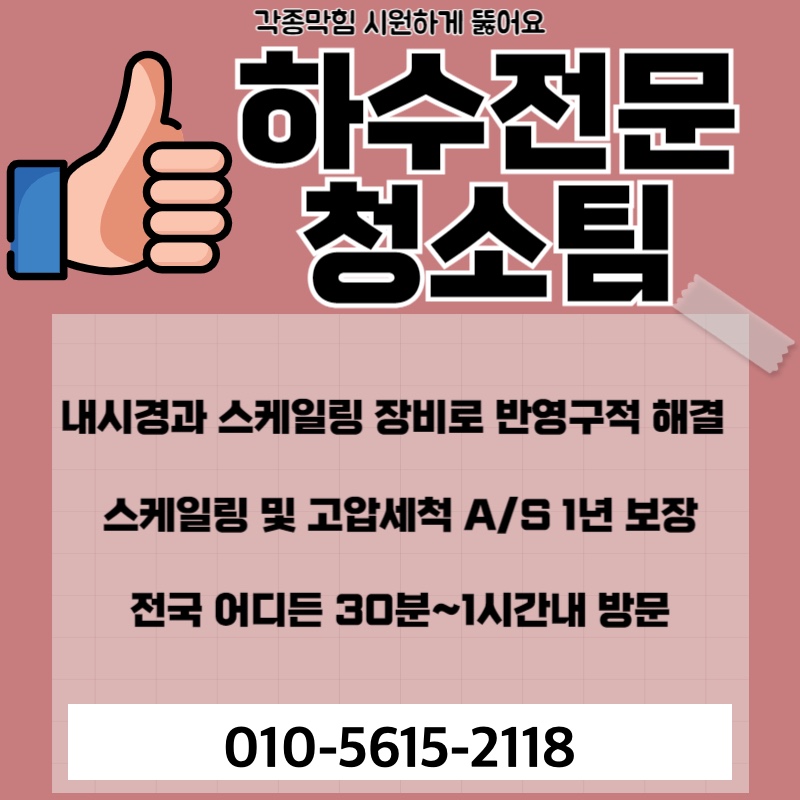 각종막힘 시원하게 뚫어요
하수전문
청소팀
내시경과 스케일링 장비로 반영구적 해결
스케일링 및 고압세척 A/S 1년 보장
전국 어디든 30분~1시간내 방문
010-5615-2118